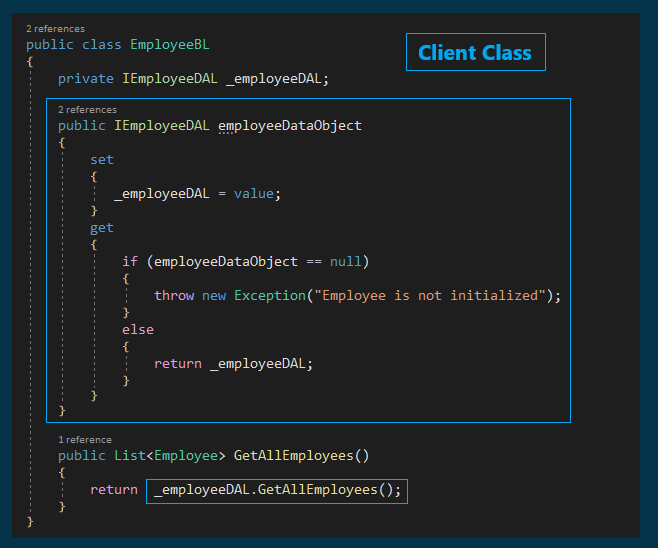 2 references
public class EmployeeBL
Client Class
{
private IEmployeeDAL _employeeDAL;
2 references
public IEmployeeDAL employeeDataObject
{
set
{
_employeeDAL = value;
}
get
{
if (employeeDataObject == null)
{
throw new Exception("Employee is not initialized");
}
else
{
return _employeeDAL;
}
}
}
1 reference
public List<Employee> GetAllEmployees()
{
return _employeeDAL.GetAllEmployees();
}
}